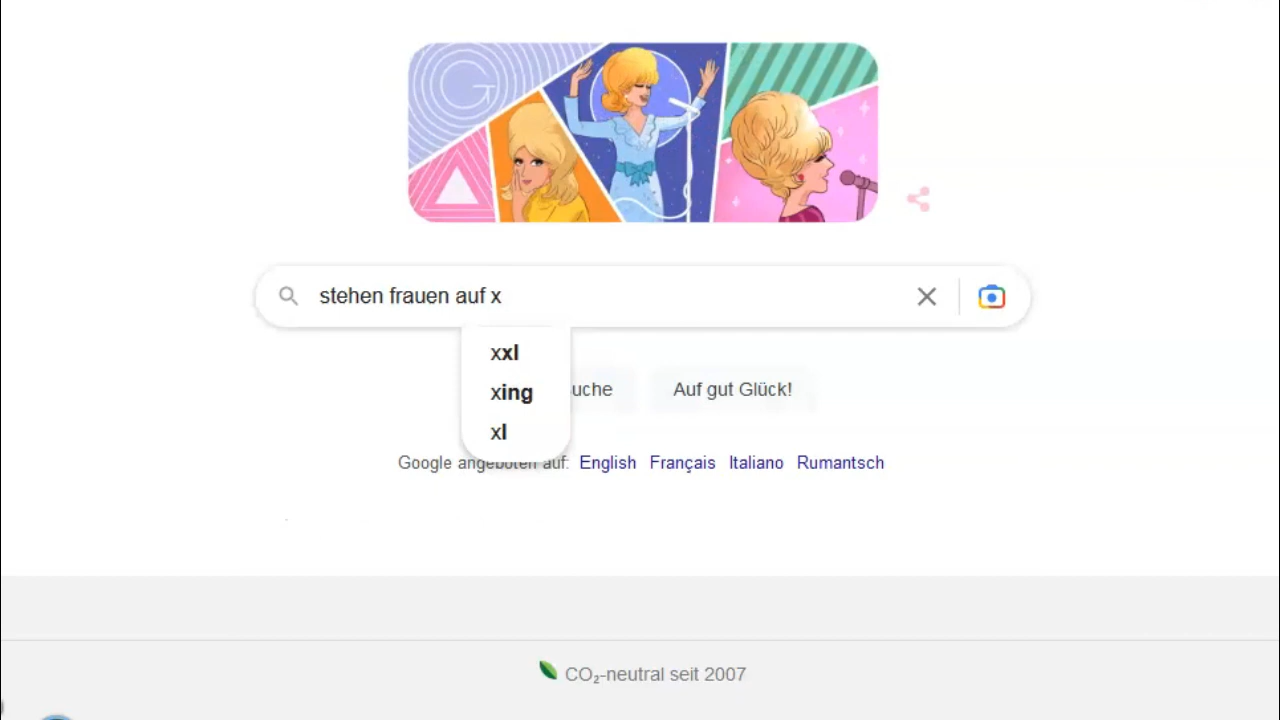 stehen frauen auf x
xxl
xing
xl
uche
Auf gut Glück!
Google angeboten auf: English Français Italiano Rumantsch
CO₂-neutral seit 2007